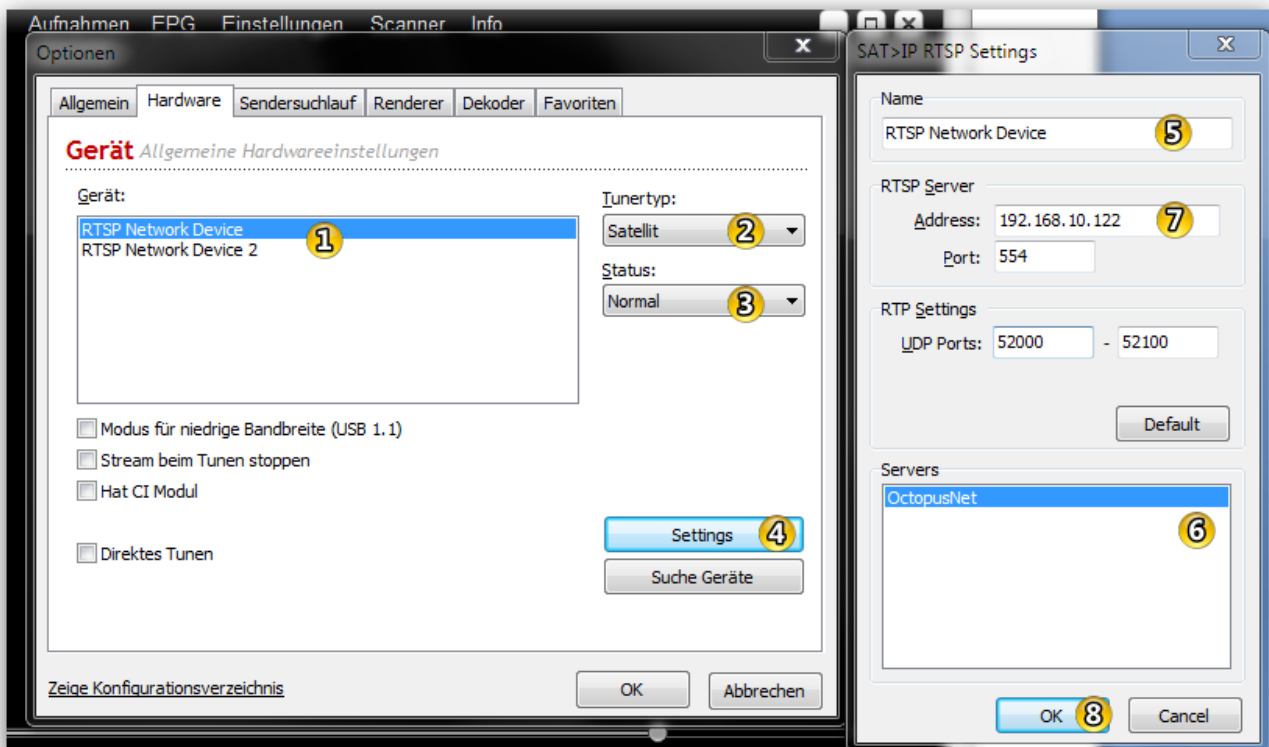 Aufnahmen EPG Einstellungen Scanner Info
Optionen
Allgemein Hardware Sendersuchlauf Renderer Dekoder Favoriten
Gerät Allgemeine Hardwareeinstellungen
Gerät:
RTSP Network Device 1
RTSP Network Device 2
Tunertyp:
Satellit 2
Status:
Normal 3
Modus für niedrige Bandbreite (USB 1.1)
Stream beim Tunen stoppen
Hat CI Modul
Direktes Tunen
Settings 4
Suche Geräte
Zeige Konfigurationsverzeichnis
OK Abbrechen
SAT>IP RTSP Settings
Name
RTSP Network Device 5
RTSP Server
Address: 192.168.10.122 7
Port: 554
RTP Settings
UDP Ports: 52000 - 52100
Default
Servers
OctopusNet
6
OK 8 Cancel